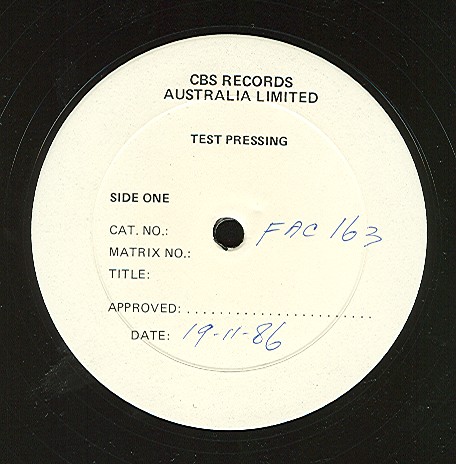 CBS RECORDS
AUSTRALIA LIMITED
TEST PRESSING
SIDE ONE
CAT. NO.: FAC 163
MATRIX NO.:
TITLE:
APPROVED: ........................
DATE: 19-11-86